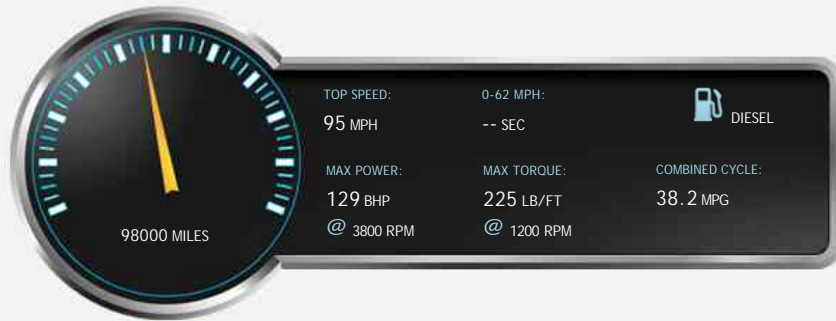 TOP SPEED:
95 MPH
0-62 MPH:
-- SEC
DIESEL
MAX POWER:
129 BHP
@ 3800 RPM
MAX TORQUE:
225 LB/FT
@ 1200 RPM
COMBINED CYCLE:
38.2 MPG
98000 MILES